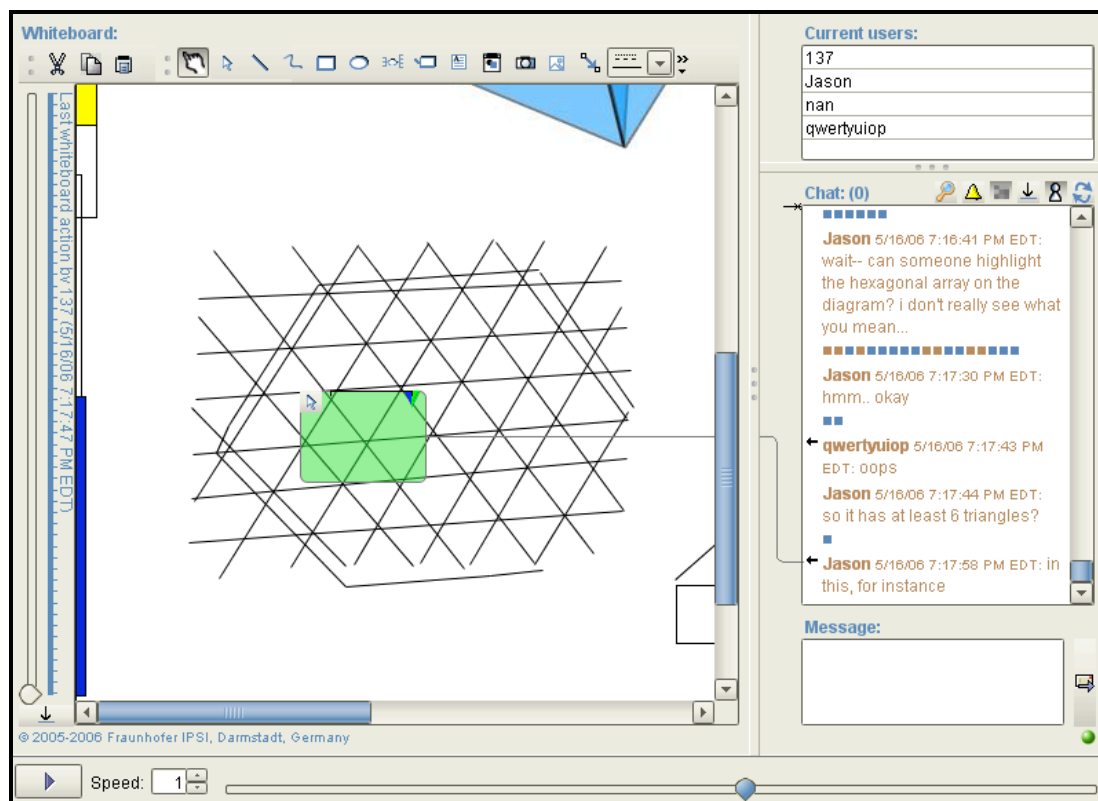 Whiteboard:
Last whiteboard action by 137 (5/16/06 7:17:47 PM EDT)
© 2005-2006 Fraunhofer IPSI, Darmstadt, Germany
Current users:
137
Jason
nan
qwertyuiop
Chat: (0)
Jason 5/16/06 7:16:41 PM EDT:
wait-- can someone highlight
the hexagonal array on the
diagram? i don't really see what
you mean...
Jason 5/16/06 7:17:30 PM EDT:
hmm.. okay
qwertyuiop 5/16/06 7:17:43 PM
EDT: oops
Jason 5/16/06 7:17:44 PM EDT:
so it has at least 6 triangles?
Jason 5/16/06 7:17:58 PM EDT: in
this, for instance
Message:
Speed: 1